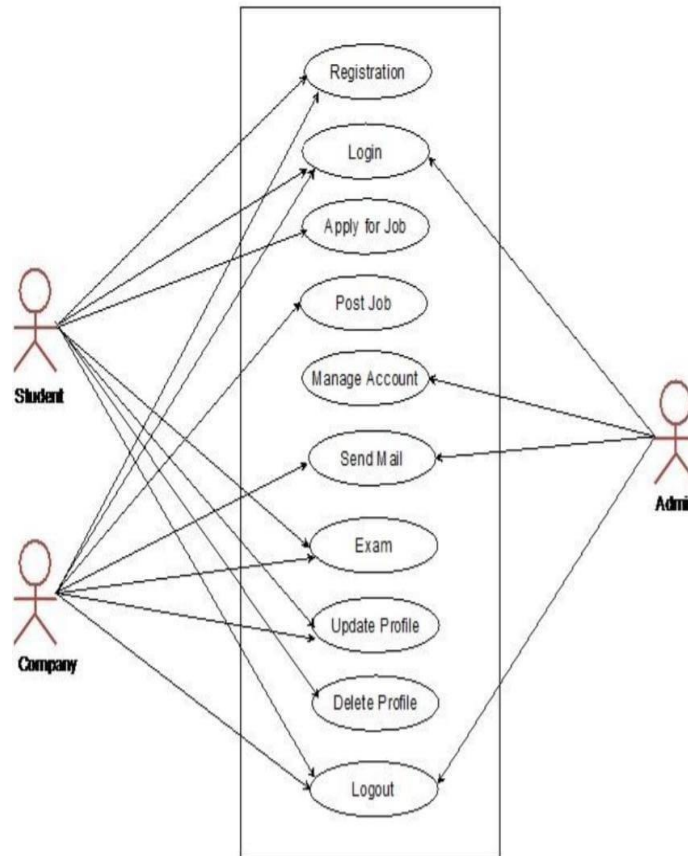 Registration
Login
Apply for Job
Post Job
Student
Manage Account
Send Mail
Admi
Exam
Company
Update Profile
Delete Profile
Logout